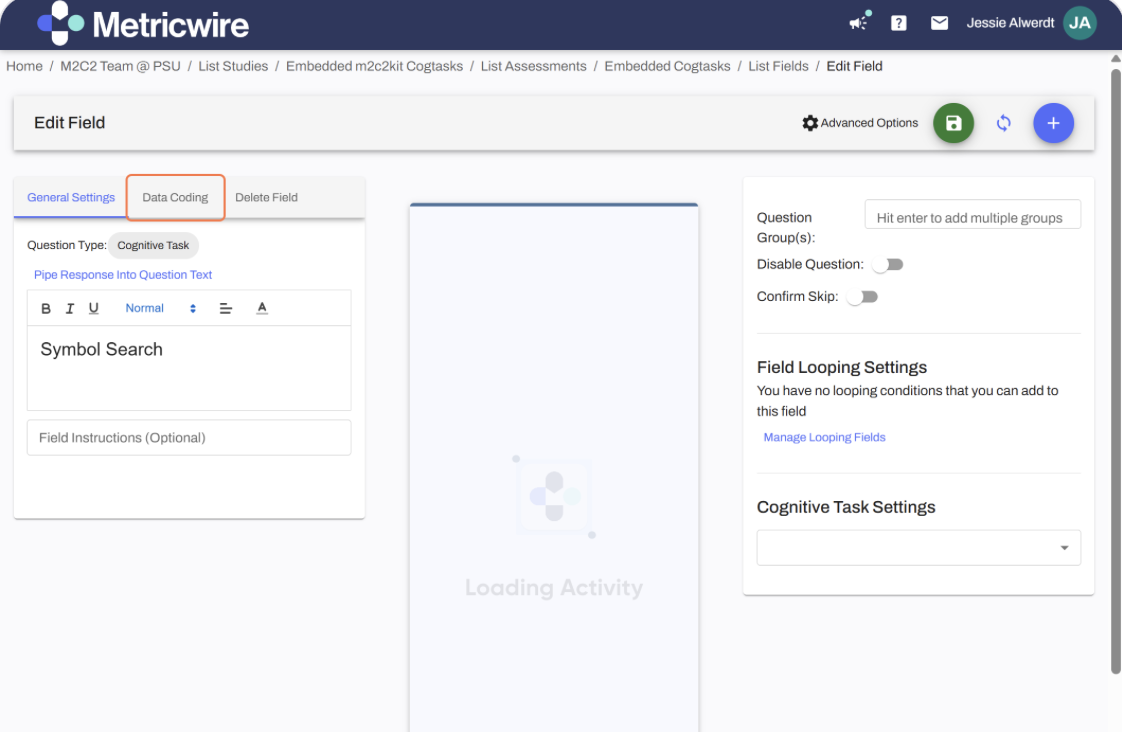 Metricwire
?
Jessie Alwerdt
JA
Home / M2C2 Team @ PSU / List Studies / Embedded m2c2kit Cogtasks / List Assessments / Embedded Cogtasks / List Fields / Edit Field
Edit Field
Advanced Options
+
General Settings
Data Coding
Delete Field
Question Type: Cognitive Task
Pipe Response Into Question Text
B I U Normal A
Symbol Search
Field Instructions (Optional)
Loading Activity
Question
Group(s):
Hit enter to add multiple groups
Disable Question:
Confirm Skip:
Field Looping Settings
You have no looping conditions that you can add to
this field
Manage Looping Fields
Cognitive Task Settings